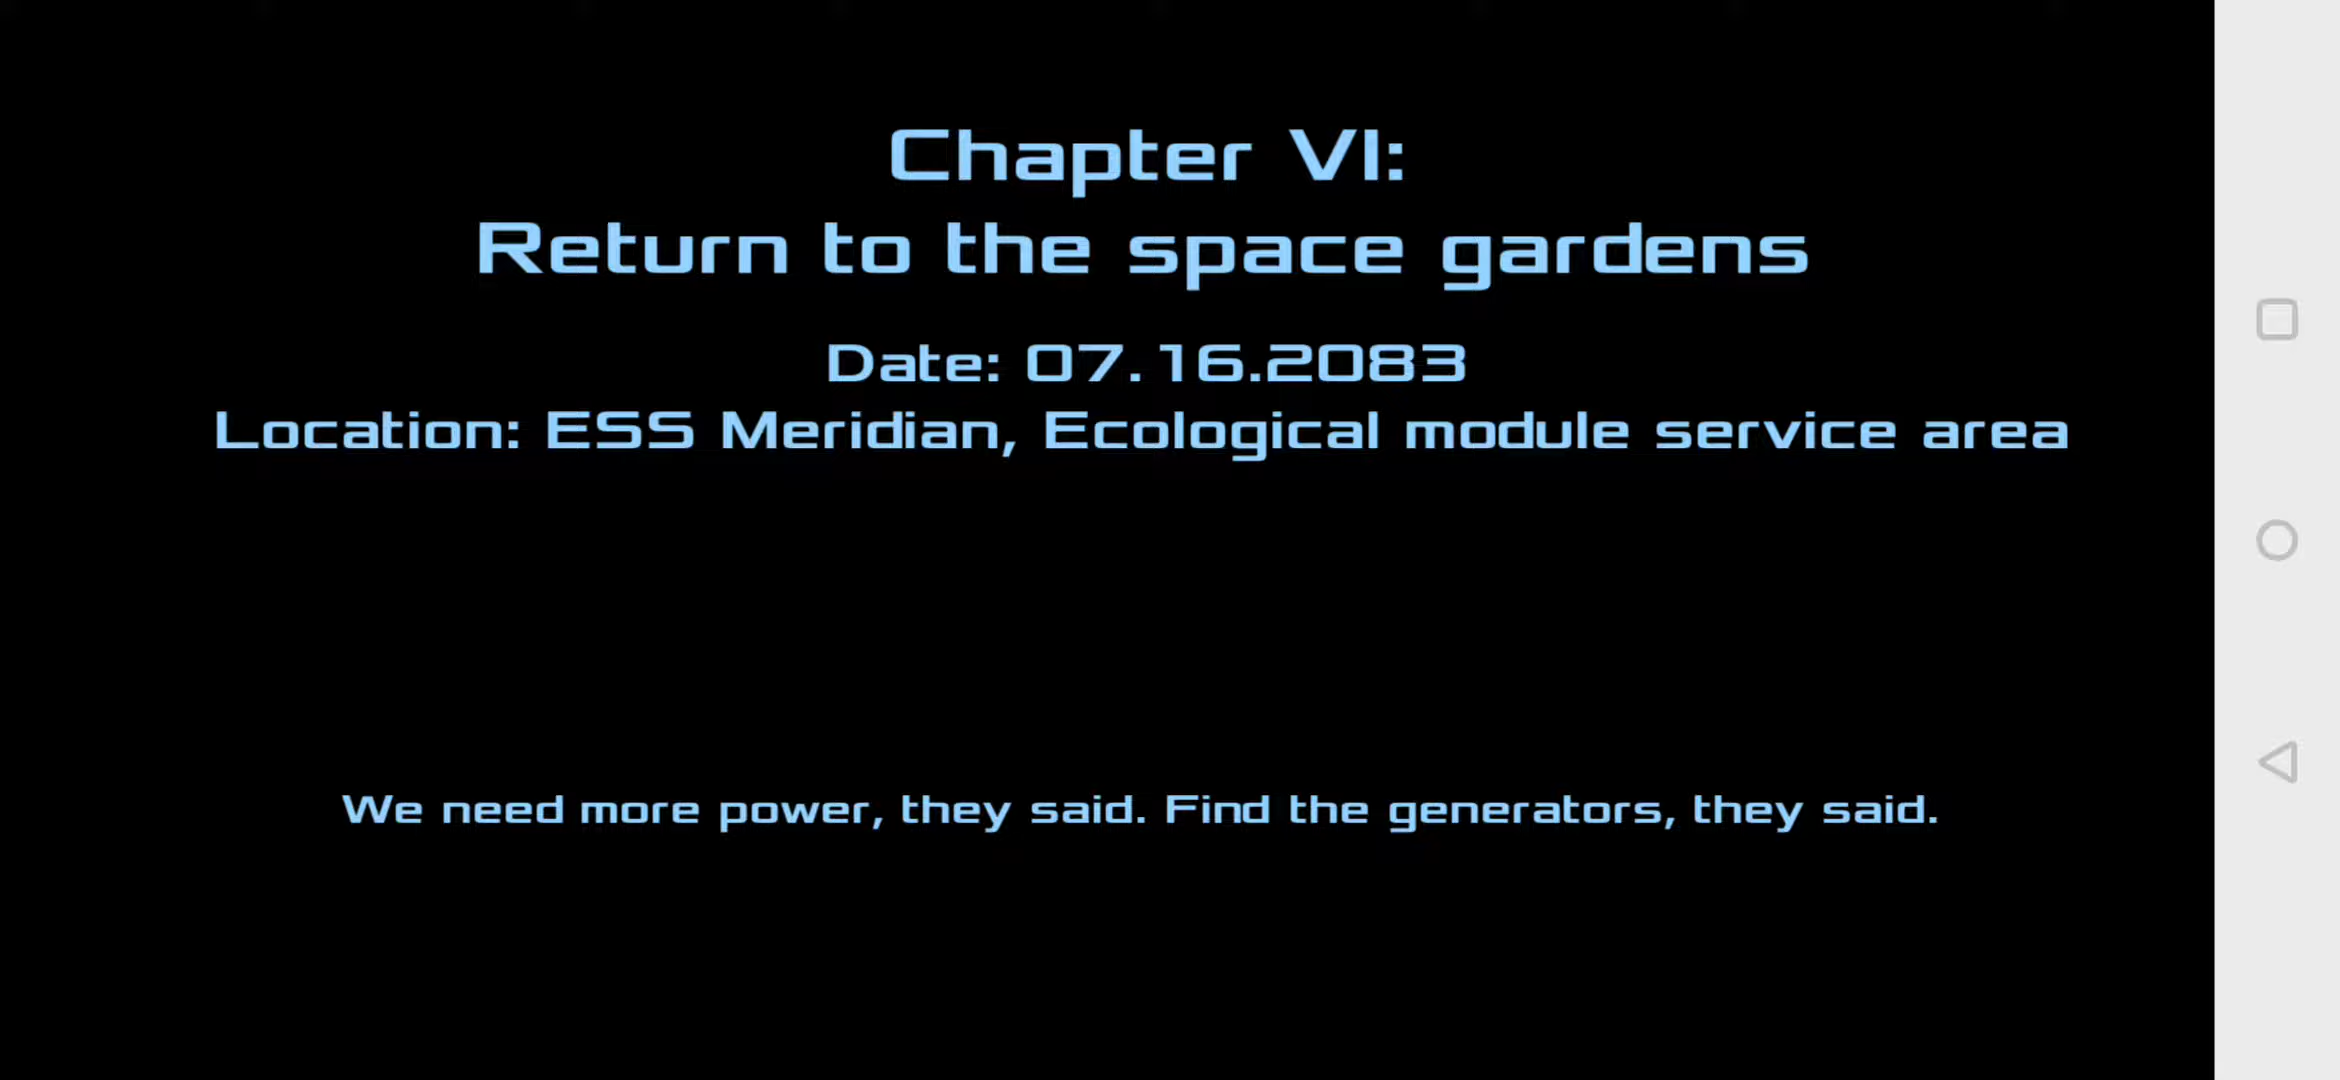 Chapter VI:
Return to the space gardens
Date: 07.16.2083
Location: ESS Meridian, Ecological module service area
We need more power, they said. Find the generators, they said.